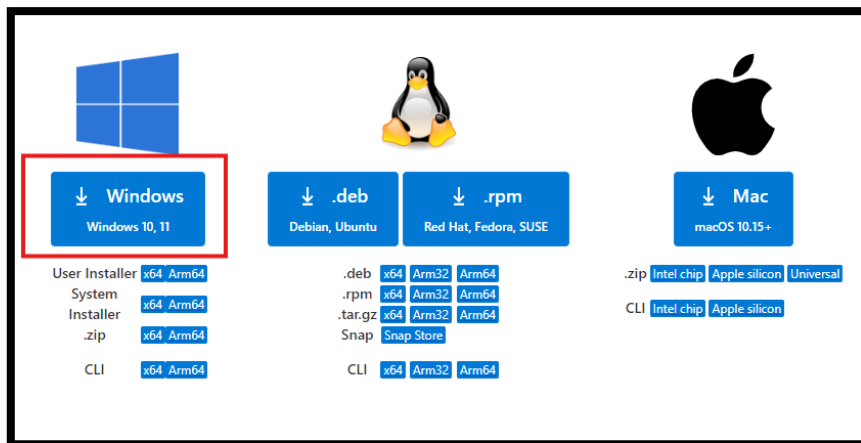 Windows
Windows 10, 11
User Installer x64 Arm64
System
Installer x64 Arm64
.zip x64 Arm64
CLI x64 Arm64
.deb
Debian, Ubuntu
.rpm
Red Hat, Fedora, SUSE
.deb x64 Arm32 Arm64
.rpm x64 Arm32 Arm64
.tar.gz x64 Arm32 Arm64
Snap Snap Store
CLI x64 Arm32 Arm64
Mac
macOS 10.15+
.zip Intel chip Apple silicon Universal
CLI Intel chip Apple silicon